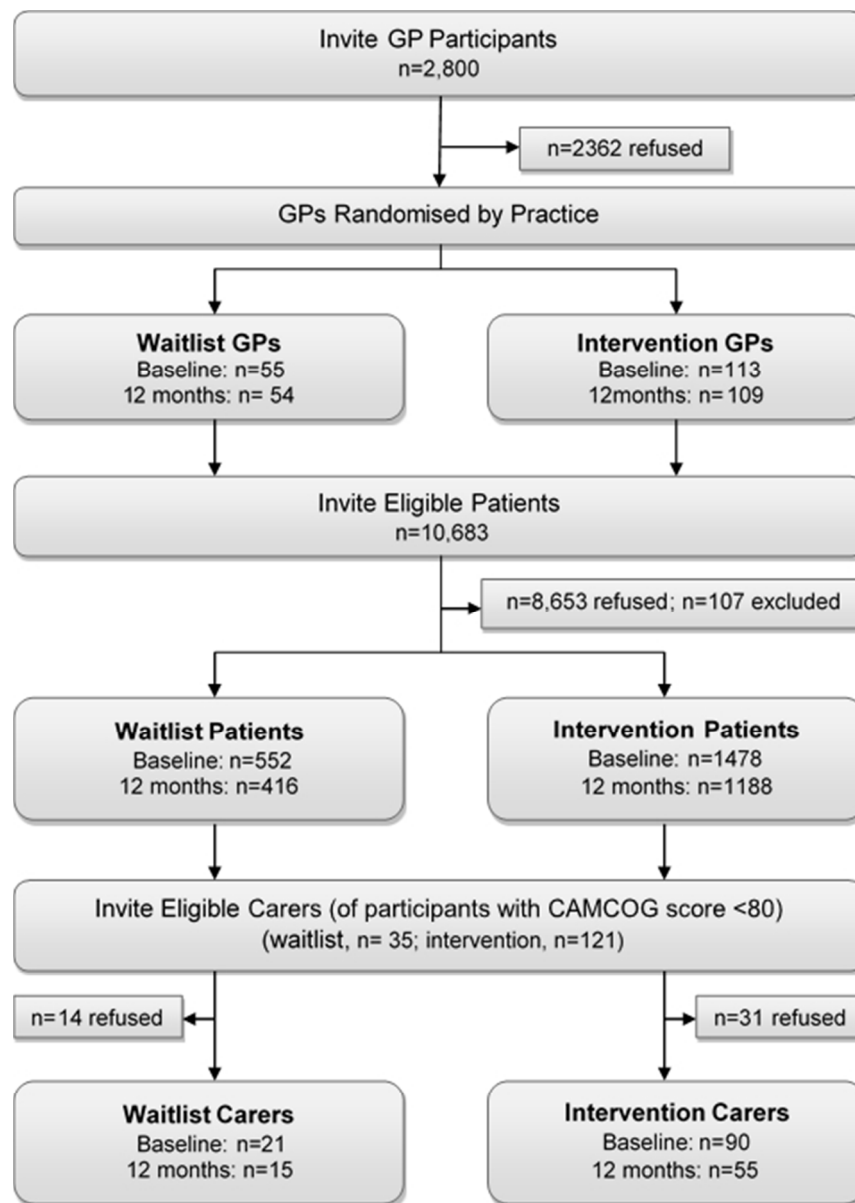 Invite GP Participants
n=2,800
n=2362 refused
GPs Randomised by Practice
Waitlist GPs
Baseline: n=55
12 months: n= 54
Intervention GPs
Baseline: n=113
12months: n=109
Invite Eligible Patients
n=10,683
n=8,653 refused; n=107 excluded
Waitlist Patients
Baseline: n=552
12 months: n=416
Intervention Patients
Baseline: n=1478
12 months: n=1188
Invite Eligible Carers (of participants with CAMCOG score <80)
(waitlist, n= 35; intervention, n=121)
n=14 refused
n=31 refused
Waitlist Carers
Baseline: n=21
12 months: n=15
Intervention Carers
Baseline: n=90
12 months: n=55